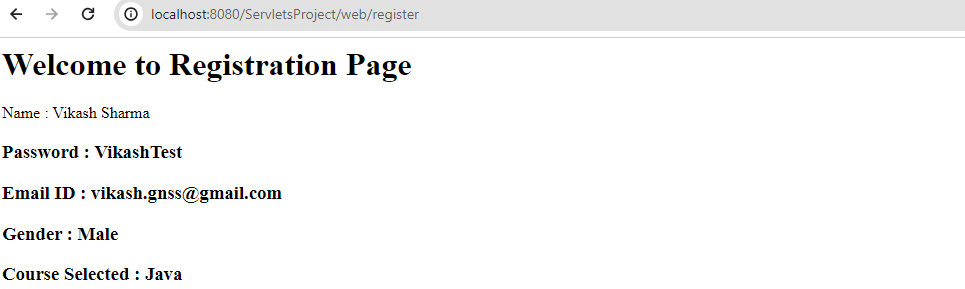 localhost:8080/ServletsProject/web/register
Welcome to Registration Page
Name : Vikash Sharma
Password : VikashTest
Email ID : vikash.gnss@gmail.com
Gender : Male
Course Selected : Java